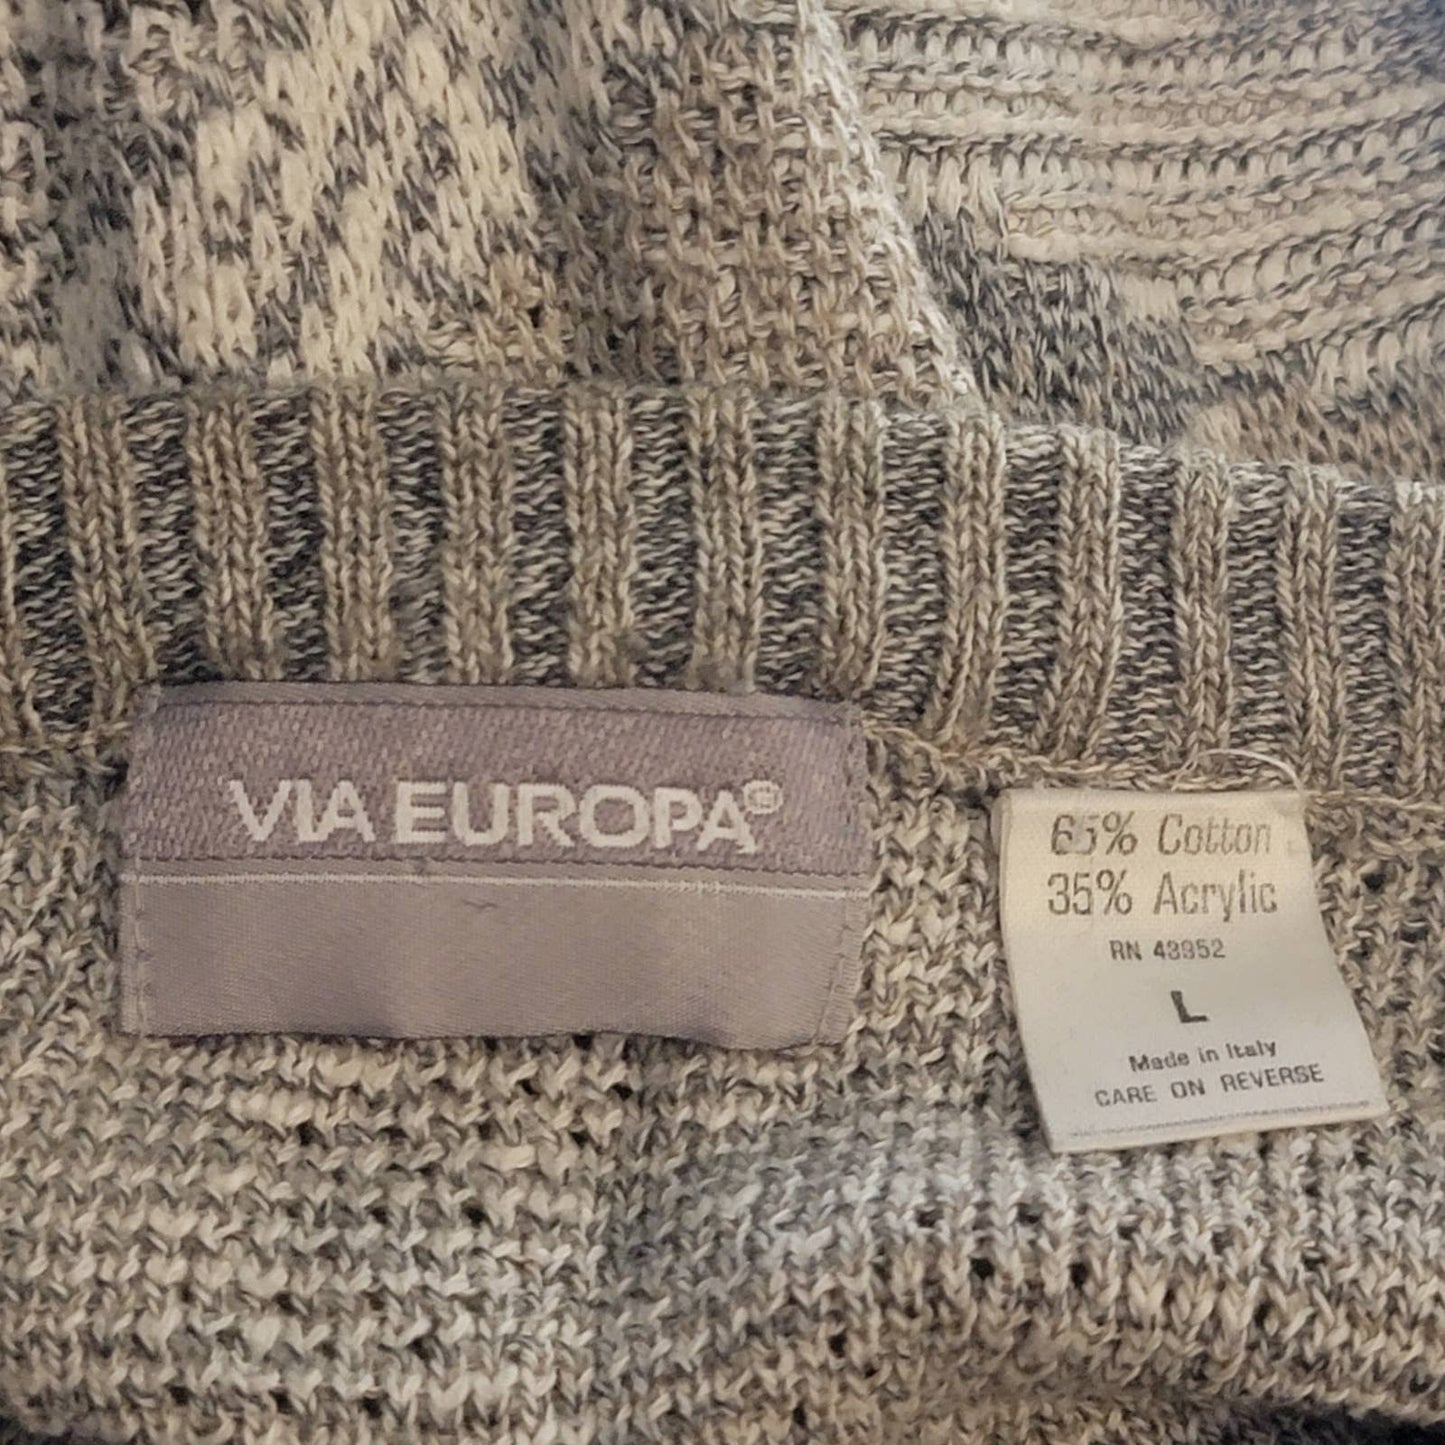 VIA EUROPA®
65% Cotton
35% Acrylic
RN 43952
L
Made in Italy
CARE ON REVERSE